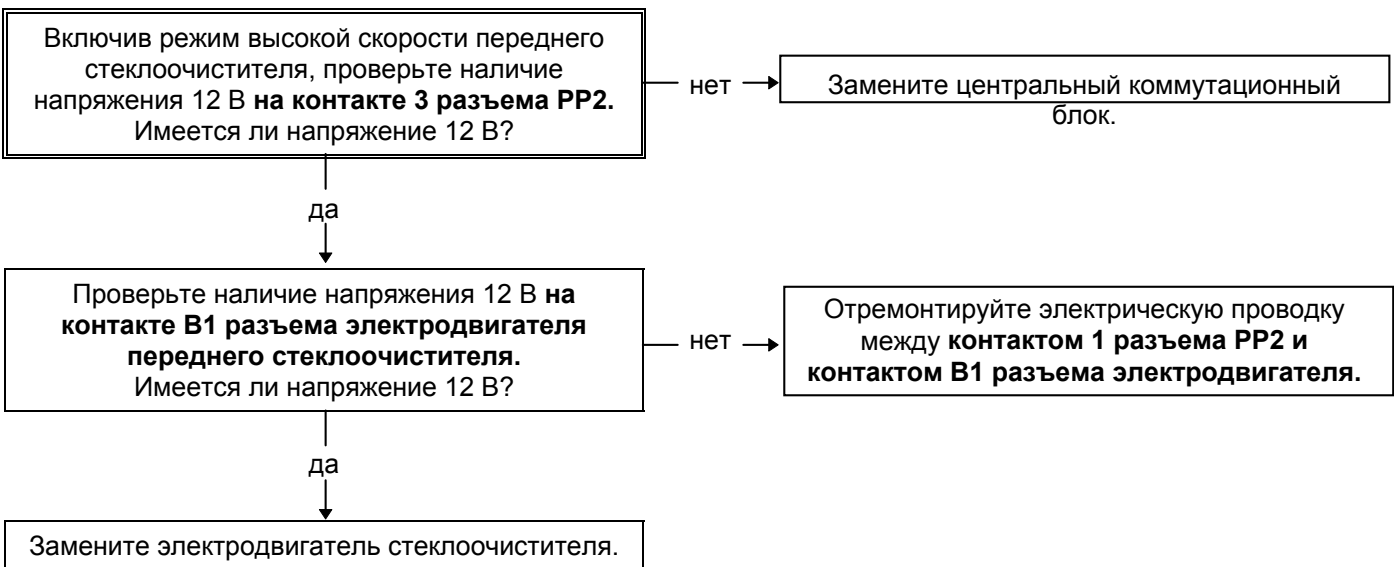 Включив режим высокой скорости переднего
стеклоочистителя, проверьте наличие
напряжения 12 В на контакте 3 разъема PP2.
Имеется ли напряжение 12 В?
нет
Замените центральный коммутационный
блок.
да
Проверьте наличие напряжения 12 В на
контакте B1 разъема электродвигателя
переднего стеклоочистителя.
Имеется ли напряжение 12 В?
нет
Отремонтируйте электрическую проводку
между контактом 1 разъема PP2 и
контактом B1 разъема электродвигателя.
да
Замените электродвигатель стеклоочистителя.